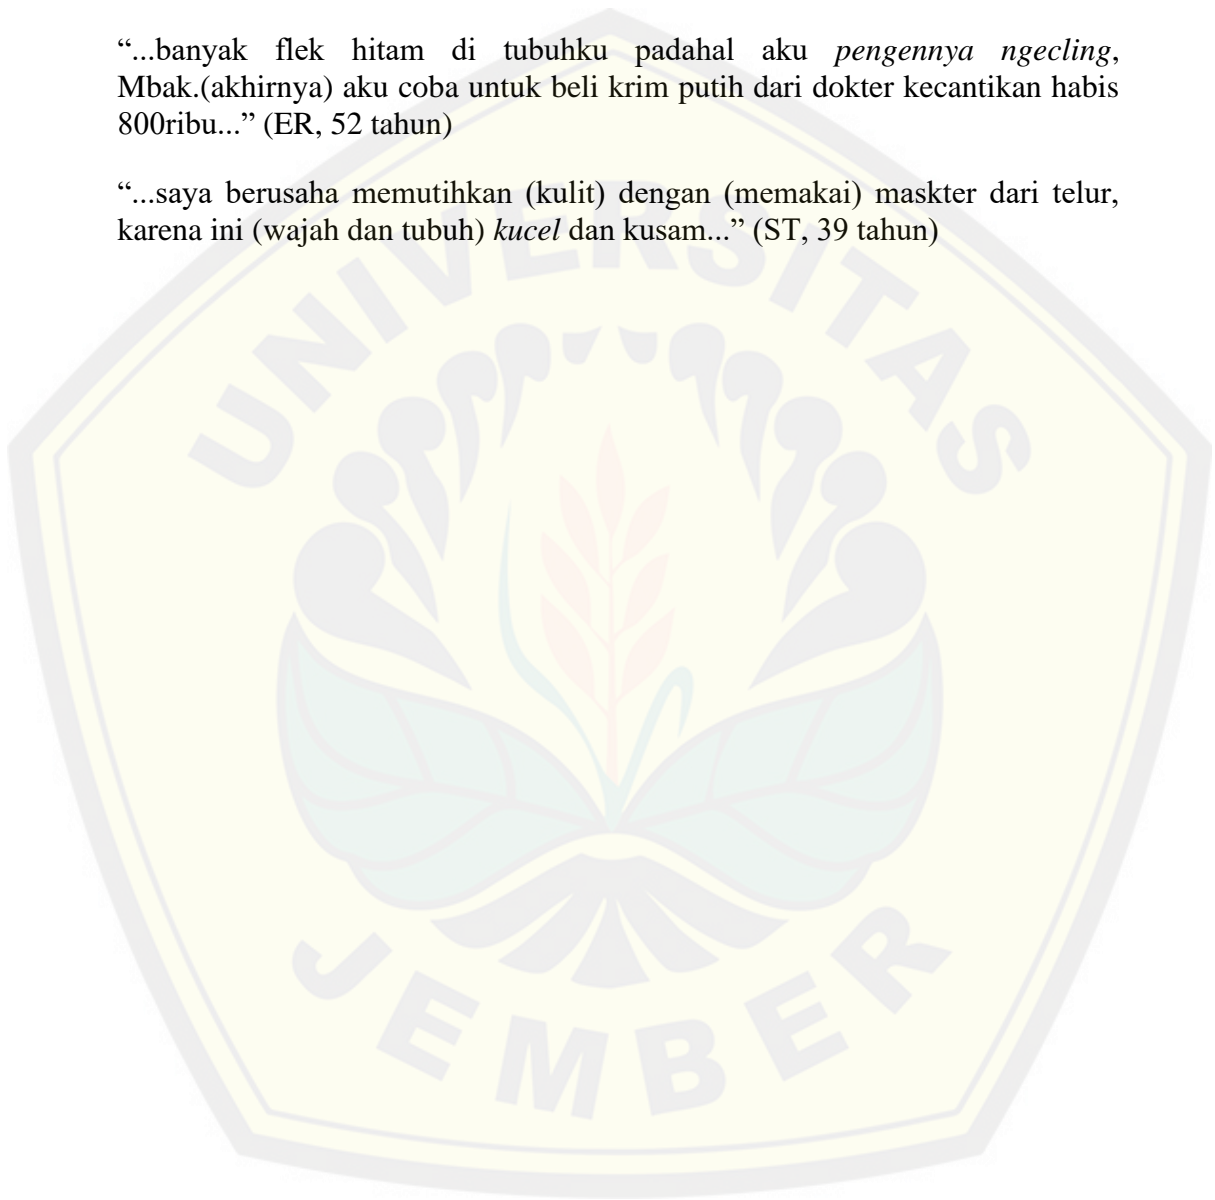 “...banyak flek hitam di tubuhku padahal aku pengennya ngecling,
Mbak.(akhirnya) aku coba untuk beli krim putih dari dokter kecantikan habis
800ribu...” (ER, 52 tahun)
“...saya berusaha memutihkan (kulit) dengan (memakai) maskter dari telur,
karena ini (wajah dan tubuh) kucel dan kusam...” (ST, 39 tahun)
UNIVERSITAS
JEMBER